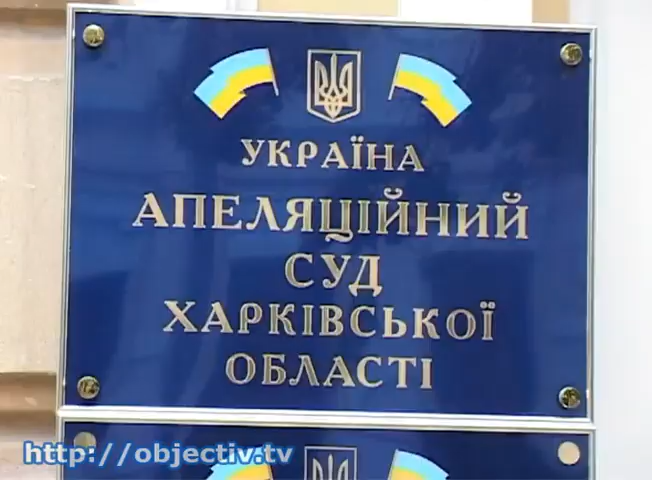 УКРАЇНА
АПЕЛЯЦІЙНИЙ
СУД
ХАРКІВСЬКОЇ
ОБЛАСТІ
http://objectiv.tv